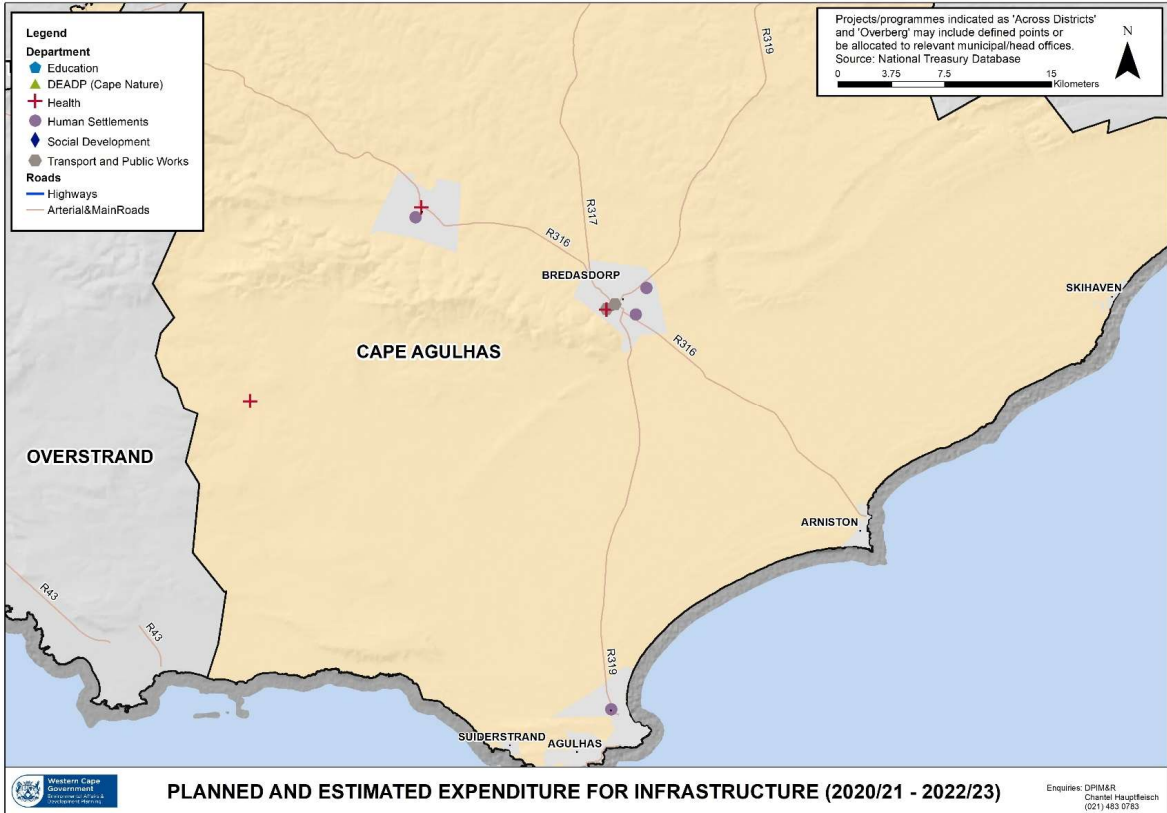 Legend
Department
Education
DEADP (Cape Nature)
Health
Human Settlements
Social Development
Transport and Public Works
Roads
Highways
Arterial&MainRoads
Projects/programmes indicated as 'Across Districts'
and 'Overberg' may include defined points or
be allocated to relevant municipal/head offices.
Source: National Treasury Database
0 3.75 7.5 15
Kilometers
N
R319
R317
R316
BREDASDORP
SKIHAVEN
R316
CAPE AGULHAS
OVERSTRAND
ARNISTON
R43
R43
R319
SUIDERSTRAND
AGULHAS
Western Cape
Government
Environmental Affairs &
Development Planning
PLANNED AND ESTIMATED EXPENDITURE FOR INFRASTRUCTURE (2020/21 - 2022/23)
Enquiries: DPIM&R
Chantel Hauptfleisch
(021) 483 0783